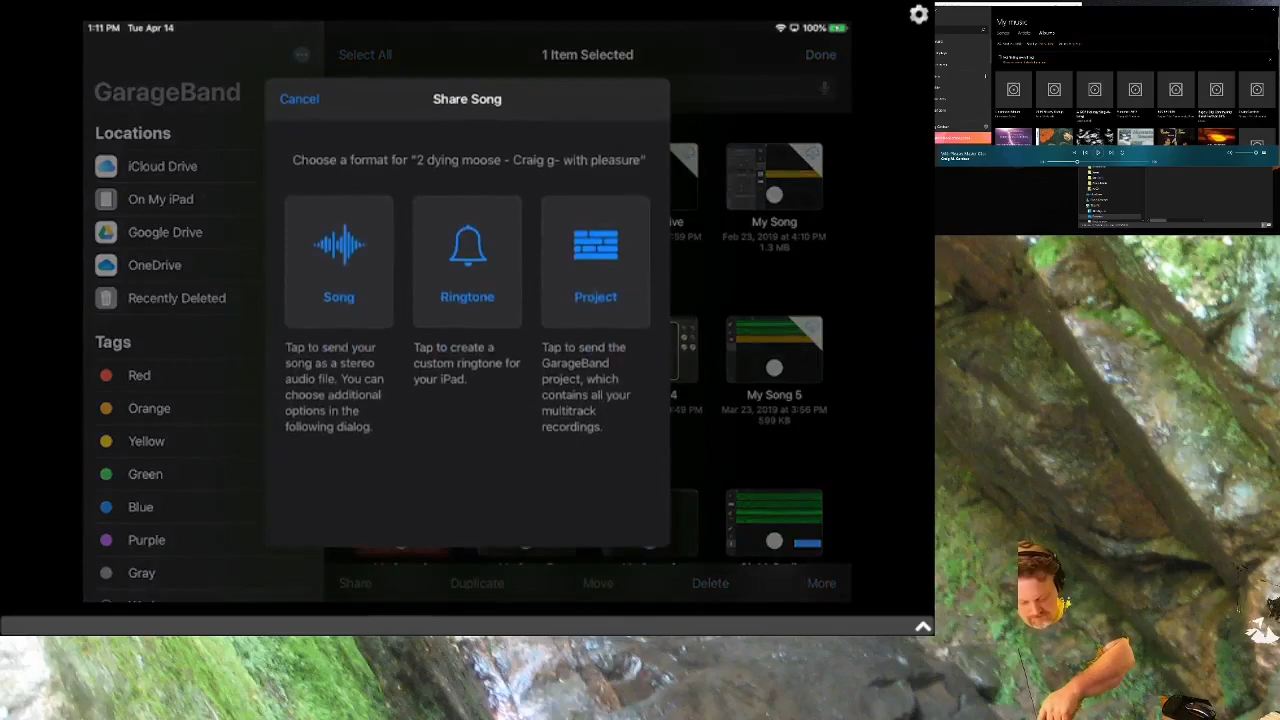 1:11 PM Tue Apr 14
100%
Select All
1 Item Selected
Done
GarageBand
Locations
iCloud Drive
On My iPad
Google Drive
OneDrive
Recently Deleted
Tags
Red
Orange
Yellow
Green
Blue
Purple
Gray
Cancel
Share Song
Choose a format for "2 dying moose - Craig g- with pleasure"
Song
Ringtone
Project
Tap to send your
song as a stereo
audio file. You can
choose additional
options in the
following dialog.
Tap to create a
custom ringtone for
your iPad.
Tap to send the
GarageBand
project, which
contains all your
multitrack
recordings.
My Song
Feb 23, 2019 at 4:10 PM
1.3 MB
My Song 5
Mar 23, 2019 at 3:56 PM
599 KB
Share
Duplicate
Move
Delete
More
My music
Songs
Artists
Albums